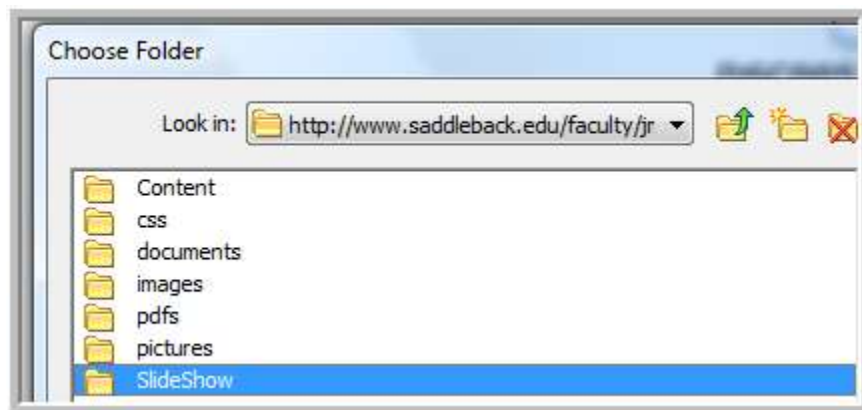 Choose Folder
Look in: http://www.saddleback.edu/faculty/jr
Content
css
documents
images
pdfs
pictures
SlideShow